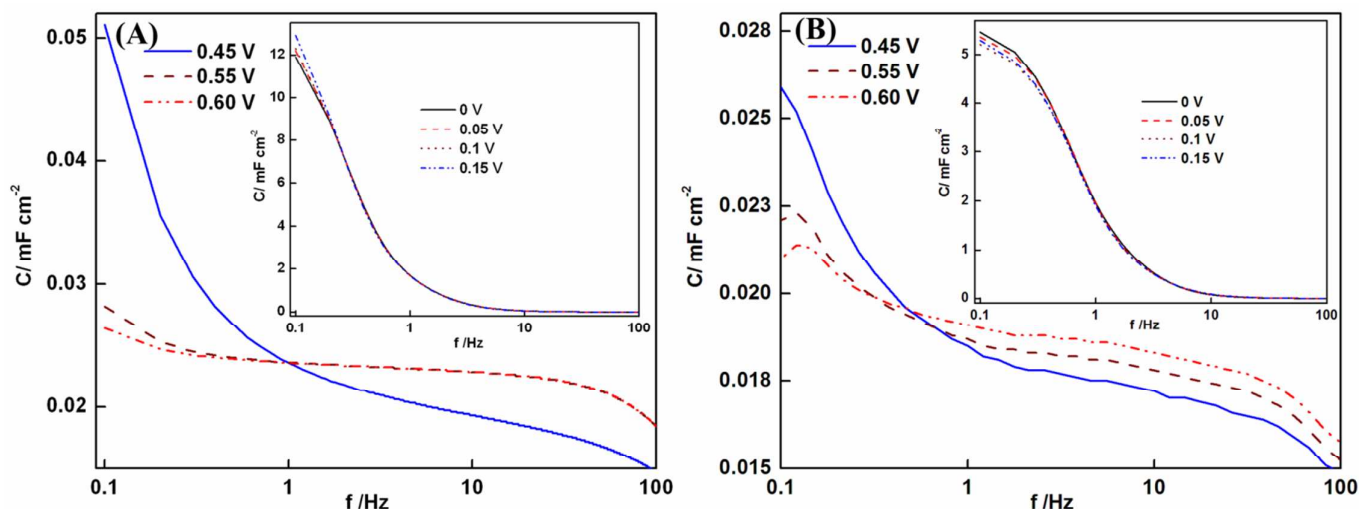 (A)
0.45 V
0.55 V
0.60 V
C/ mF cm-2
0.05
0.04
0.03
0.02
0.1
1
10
100
f /Hz
C/ mF cm-2
12
10
8
6
4
2
0
0 V
0.05 V
0.1 V
0.15 V
0.1
1
10
100
f /Hz
(B)
0.45 V
0.55 V
0.60 V
C/ mF cm-2
0.028
0.025
0.023
0.020
0.018
0.015
0.1
1
10
100
f /Hz
C/ mF cm-2
5
4
3
2
1
0
0 V
0.05 V
0.1 V
0.15 V
0.1
1
10
100
f /Hz